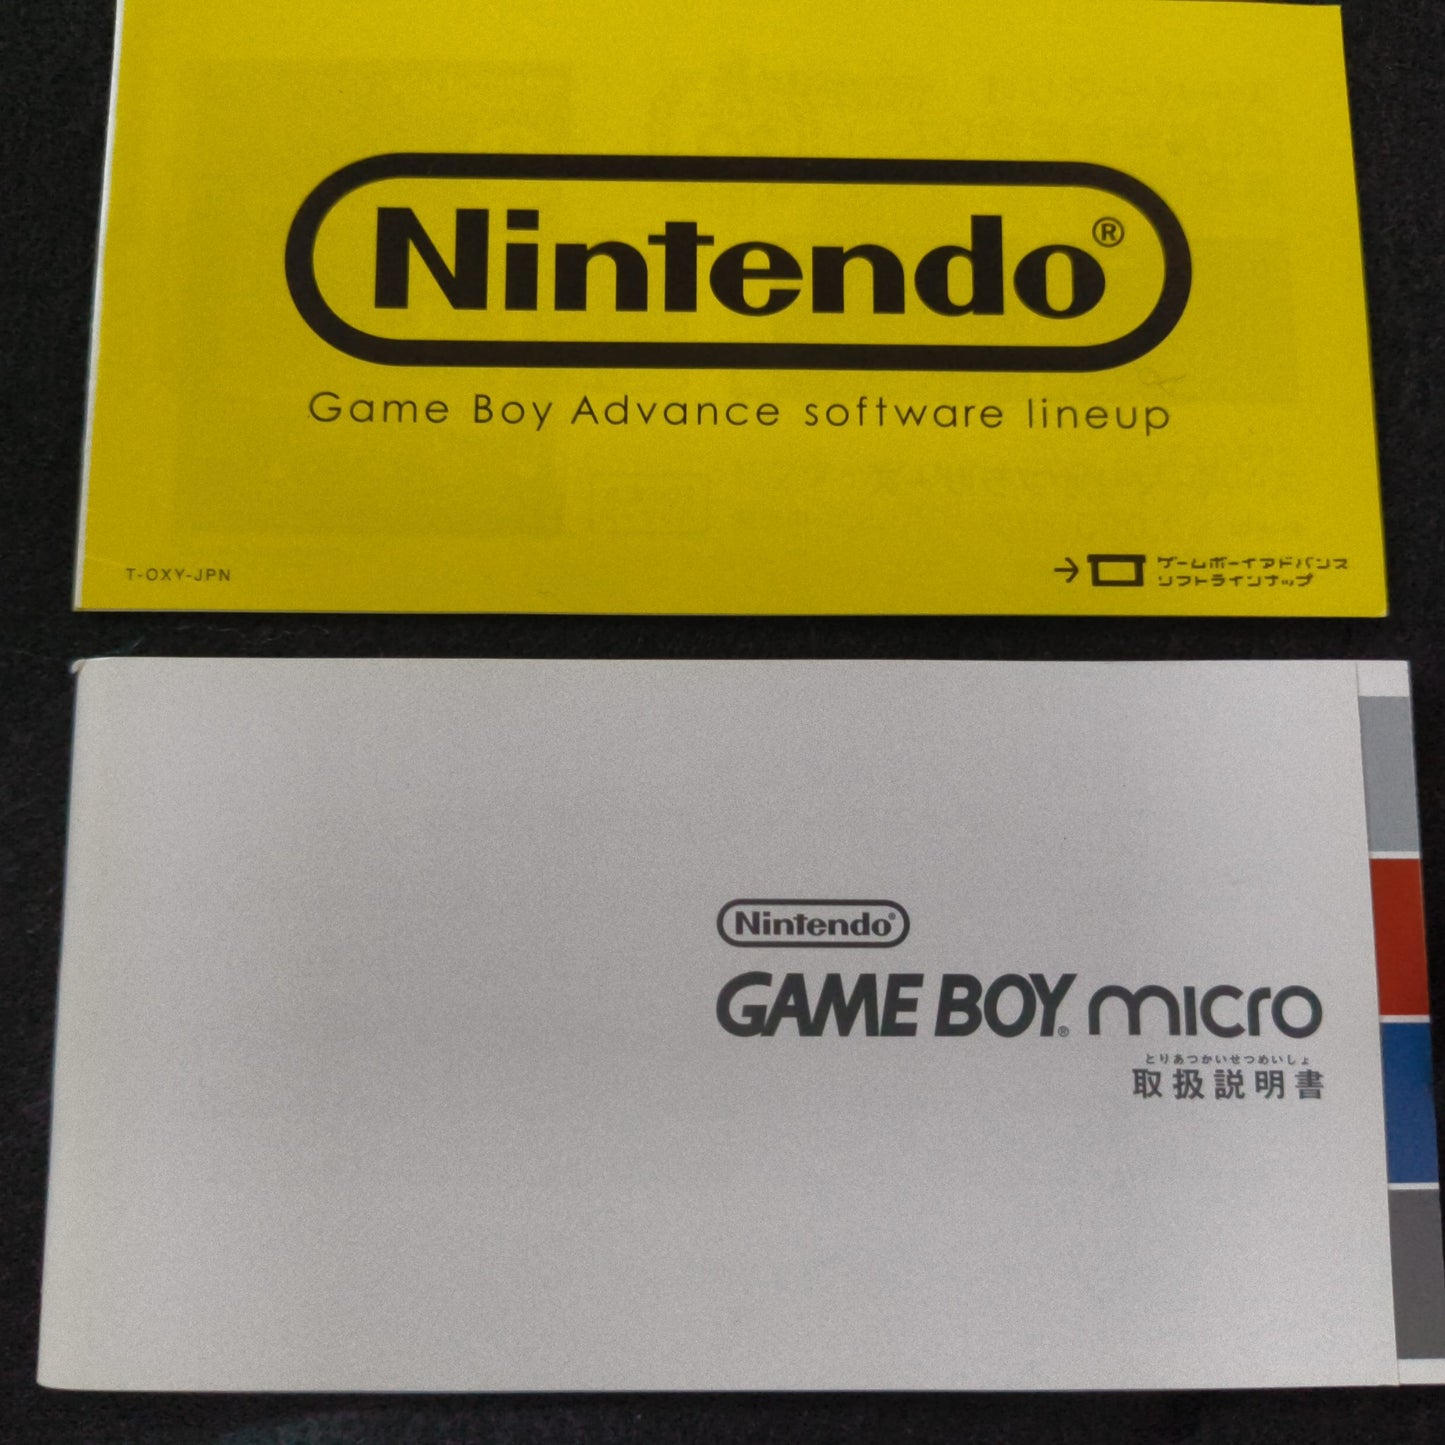 Nintendo®
Game Boy Advance software lineup
T-OXY-JPN
→ ゲームボーイアドバンス
ソフトラインナップ
Nintendo®
GAME BOY® micro
とりあつかいせつめいしょ
取扱説明書